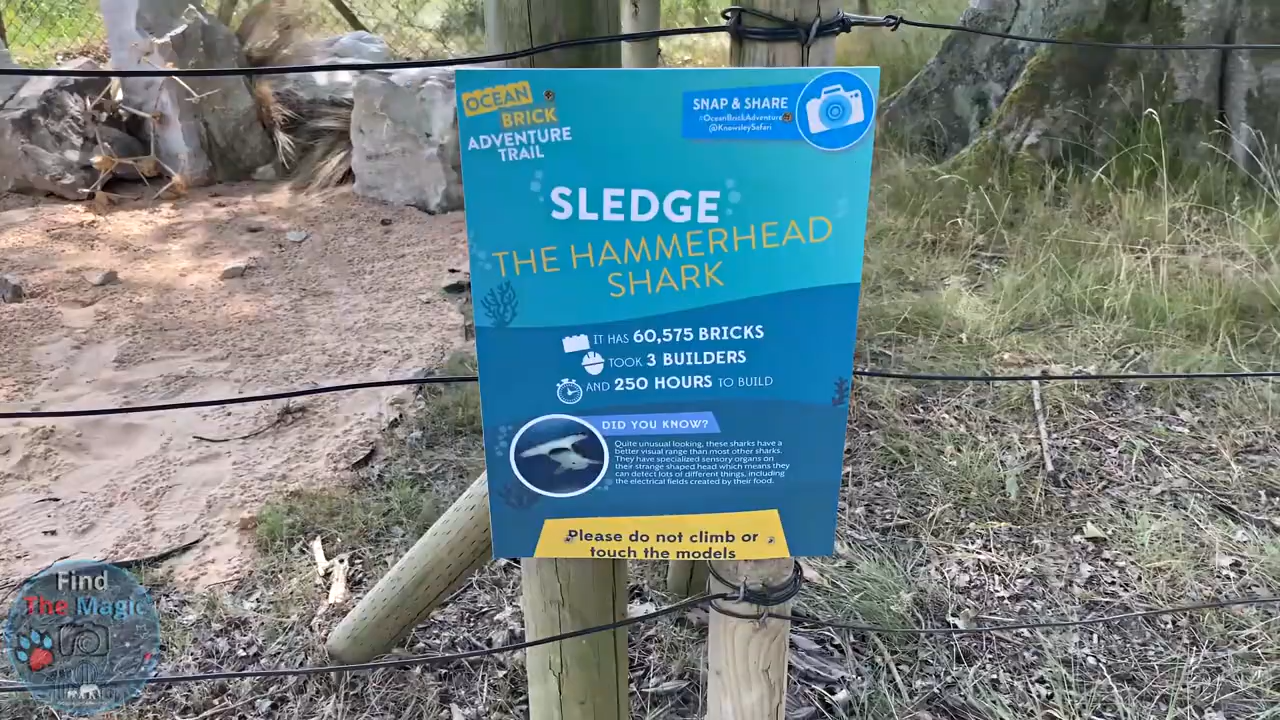 OCEAN
BRICK
ADVENTURE
TRAIL
SNAP & SHARE
#OceanBrickAdventure
@KnowsleySafari
SLEDGE
THE HAMMERHEAD
SHARK
IT HAS 60,575 BRICKS
TOOK 3 BUILDERS
AND 250 HOURS TO BUILD
DID YOU KNOW?
Quite unusual looking, these sharks have a
better visual range than most other sharks.
They have specialized sensory organs on
their strange shaped head which means they
can detect lots of different things, including
the electrical fields created by their food.
Please do not climb or
touch the models
Find
The Magic